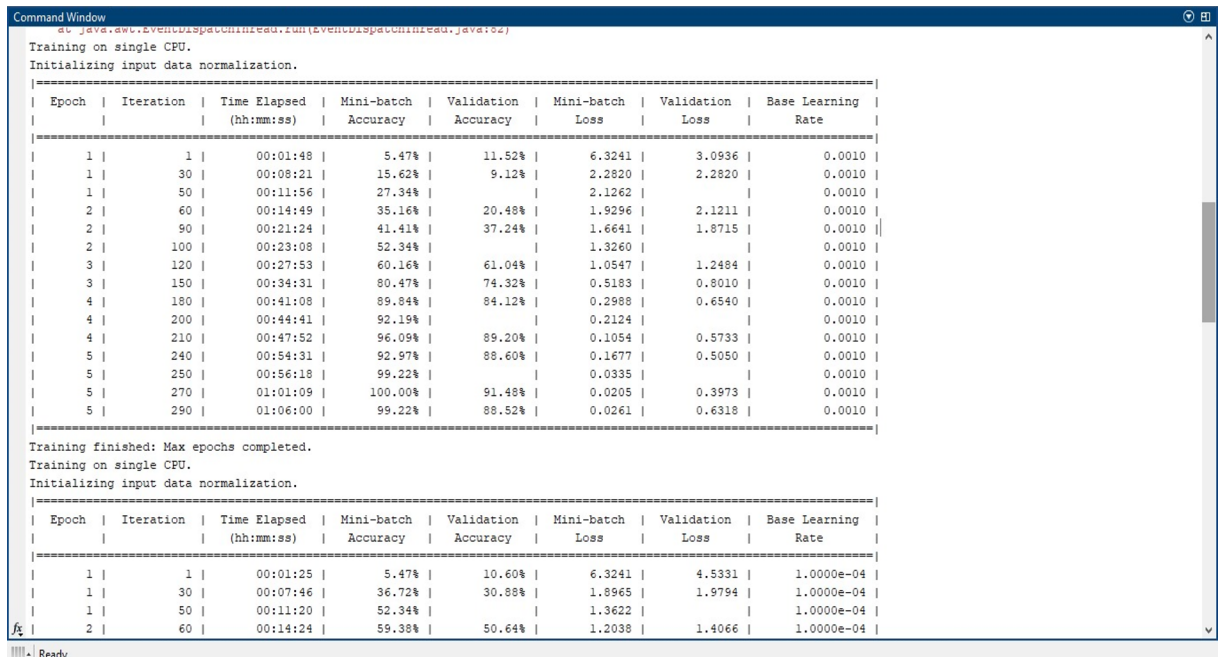 Command Window
at java.awt.EventDispatchThread.run(EventDispatchThread.java:82)
Training on single CPU.
Initializing input data normalization.
|======================================================================================================================|
| Epoch | Iteration | Time Elapsed | Mini-batch | Validation | Mini-batch | Validation | Base Learning |
| | | (hh:mm:ss) | Accuracy | Accuracy | Loss | Loss | Rate |
|======================================================================================================================|
| 1 | 1 | 00:01:48 | 5.47% | 11.52% | 6.3241 | 3.0936 | 0.0010 |
| 1 | 30 | 00:08:21 | 15.62% | 9.12% | 2.2820 | 2.2820 | 0.0010 |
| 1 | 50 | 00:11:56 | 27.34% | | 2.1262 | | 0.0010 |
| 2 | 60 | 00:14:49 | 35.16% | 20.48% | 1.9296 | 2.1211 | 0.0010 |
| 2 | 90 | 00:21:24 | 41.41% | 37.24% | 1.6641 | 1.8715 | 0.0010 |
| 2 | 100 | 00:23:08 | 52.34% | | 1.3260 | | 0.0010 |
| 3 | 120 | 00:27:53 | 60.16% | 61.04% | 1.0547 | 1.2484 | 0.0010 |
| 3 | 150 | 00:34:31 | 80.47% | 74.32% | 0.5183 | 0.8010 | 0.0010 |
| 4 | 180 | 00:41:08 | 89.84% | 84.12% | 0.2988 | 0.6540 | 0.0010 |
| 4 | 200 | 00:44:41 | 92.19% | | 0.2124 | | 0.0010 |
| 4 | 210 | 00:47:52 | 96.09% | 89.20% | 0.1054 | 0.5733 | 0.0010 |
| 5 | 240 | 00:54:31 | 92.97% | 88.60% | 0.1677 | 0.5050 | 0.0010 |
| 5 | 250 | 00:56:18 | 99.22% | | 0.0335 | | 0.0010 |
| 5 | 270 | 01:01:09 | 100.00% | 91.48% | 0.0205 | 0.3973 | 0.0010 |
| 5 | 290 | 01:06:00 | 99.22% | 88.52% | 0.0261 | 0.6318 | 0.0010 |
|======================================================================================================================|
Training finished: Max epochs completed.
Training on single CPU.
Initializing input data normalization.
|======================================================================================================================|
| Epoch | Iteration | Time Elapsed | Mini-batch | Validation | Mini-batch | Validation | Base Learning |
| | | (hh:mm:ss) | Accuracy | Accuracy | Loss | Loss | Rate |
|======================================================================================================================|
| 1 | 1 | 00:01:25 | 5.47% | 10.60% | 6.3241 | 4.5331 | 1.0000e-04 |
| 1 | 30 | 00:07:46 | 36.72% | 30.88% | 1.8965 | 1.9794 | 1.0000e-04 |
| 1 | 50 | 00:11:20 | 52.34% | | 1.3622 | | 1.0000e-04 |
fx | 2 | 60 | 00:14:24 | 59.38% | 50.64% | 1.2038 | 1.4066 | 1.0000e-04 |
Ready